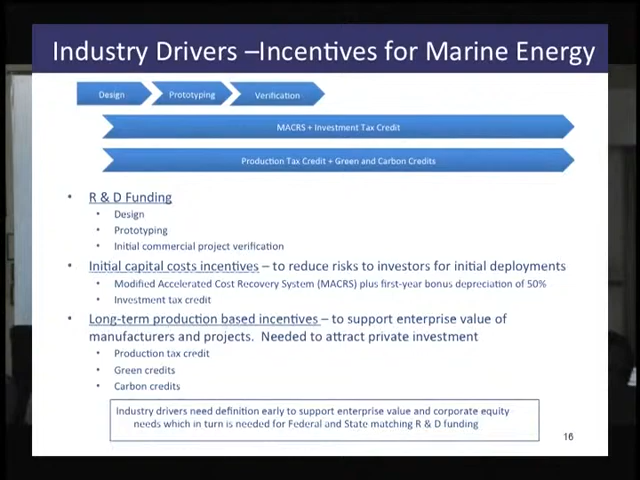 Industry Drivers –Incentives for Marine Energy
Design
Prototyping
Verification
MACRS + Investment Tax Credit
Production Tax Credit + Green and Carbon Credits
• R & D Funding
• Design
• Prototyping
• Initial commercial project verification
• Initial capital costs incentives – to reduce risks to investors for initial deployments
• Modified Accelerated Cost Recovery System (MACRS) plus first-year bonus depreciation of 50%
• Investment tax credit
• Long-term production based incentives – to support enterprise value of
manufacturers and projects. Needed to attract private investment
• Production tax credit
• Green credits
• Carbon credits
Industry drivers need definition early to support enterprise value and corporate equity
needs which in turn is needed for Federal and State matching R & D funding
16